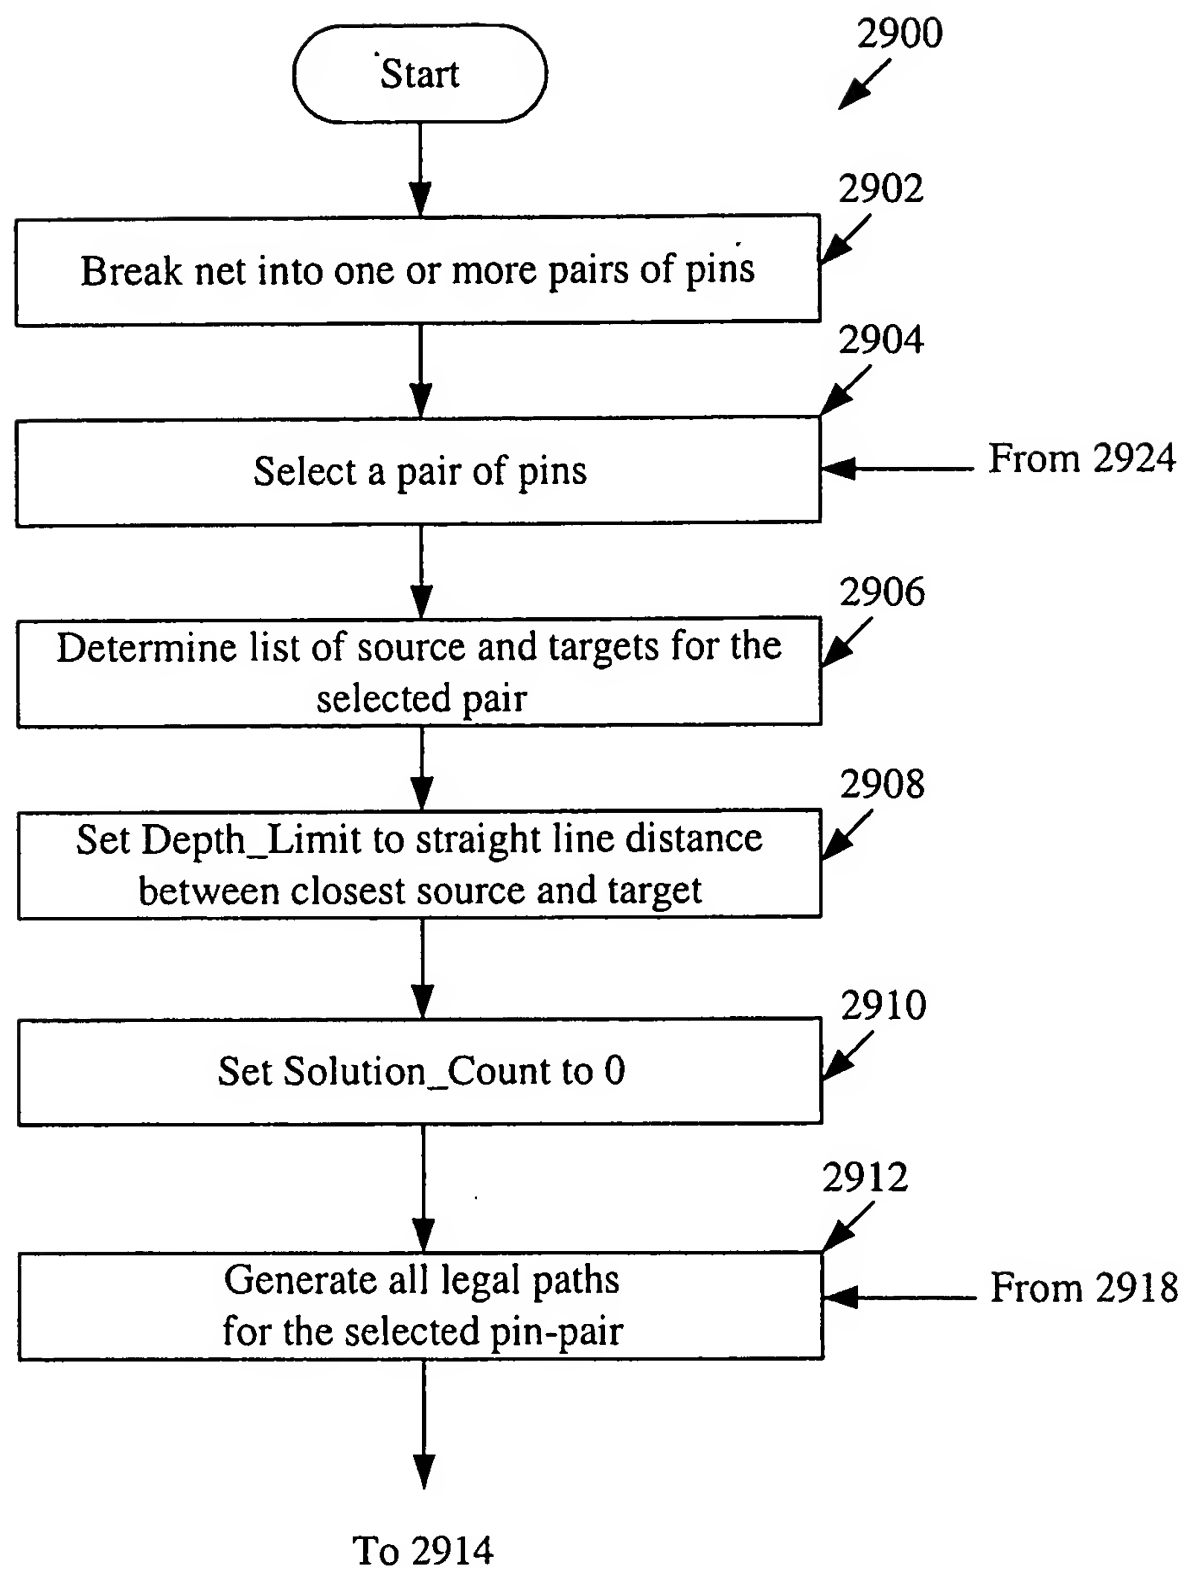 2900
Start
2902
Break net into one or more pairs of pins
2904
Select a pair of pins
From 2924
2906
Determine list of source and targets for the
selected pair
2908
Set Depth_Limit to straight line distance
between closest source and target
2910
Set Solution_Count to 0
2912
Generate all legal paths
for the selected pin-pair
From 2918
To 2914